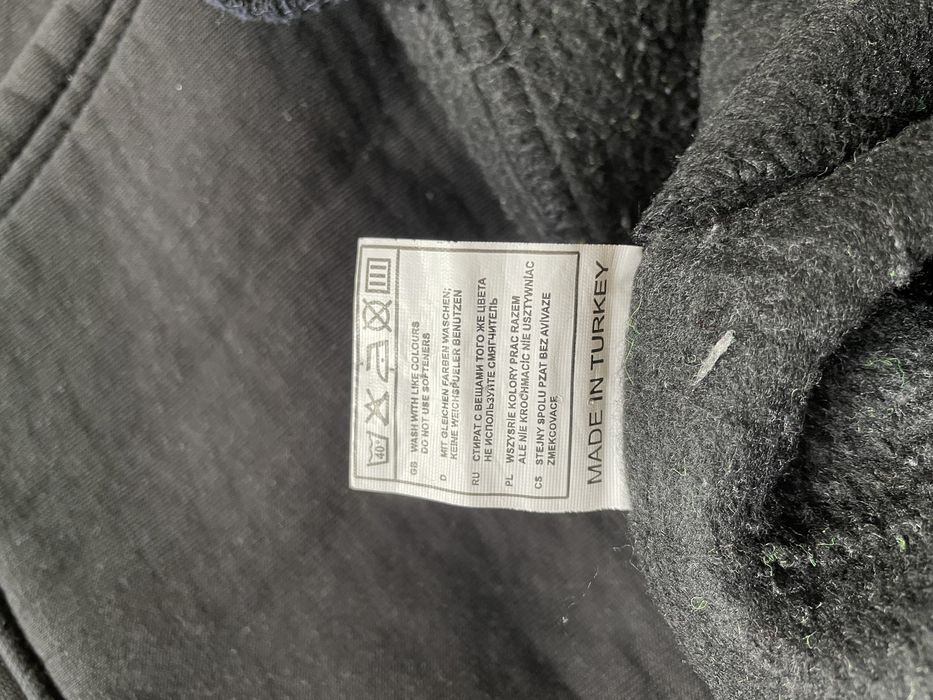 40°
GB WASH WITH LIKE COLOURS
DO NOT USE SOFTENERS
D MIT GLEICHEN FARBEN WASCHEN;
KEINE WEICHSPUELER BENUTZEN
RU СТИРАТ С ВЕЩАМИ ТОГО ЖЕ ЦВЕТА
НЕ ИСПОЛЬЗУЙТЕ СМЯГЧИТЕЛЬ
PL WSZYSRIE KOLORY PRAC RAZEM
ALE NIE KROCHMACIC NIE USZTYWNIAC
CS STEJNY SPOLU PZAT BEZ AVIVAZE
ZMEKCOVACE
MADE IN TURKEY